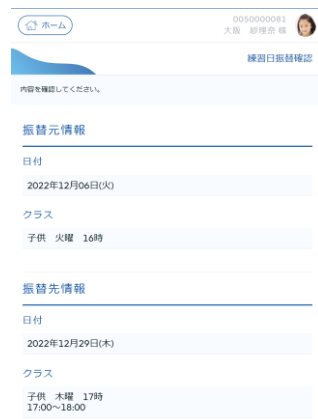 ホーム
0050000081
大阪 紗理奈 様
練習日振替確認
内容を確認してください。
振替元情報
日付
2022年12月06日(火)
クラス
子供 火曜 16時
振替先情報
日付
2022年12月29日(木)
クラス
子供 木曜 17時
17:00～18:00